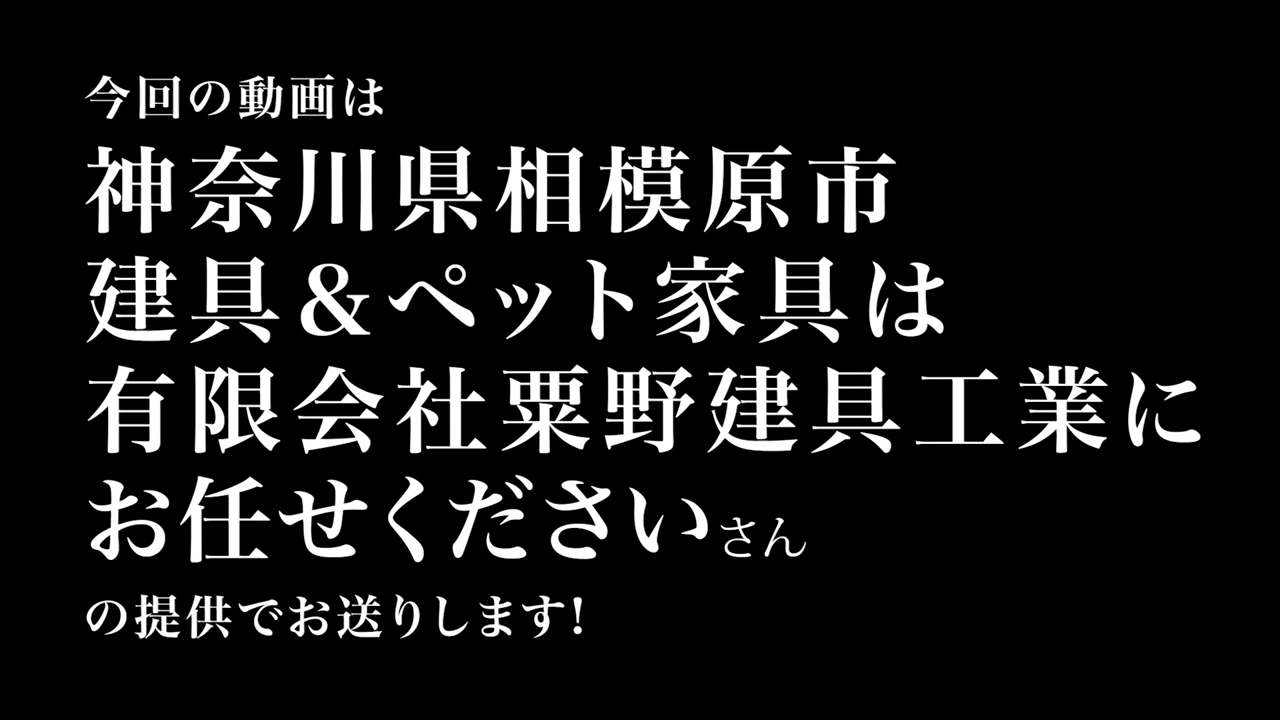 今回の動画は
神奈川県相模原市
建具＆ペット家具は
有限会社粟野建具工業に
お任せくださいさん
の提供でお送りします!